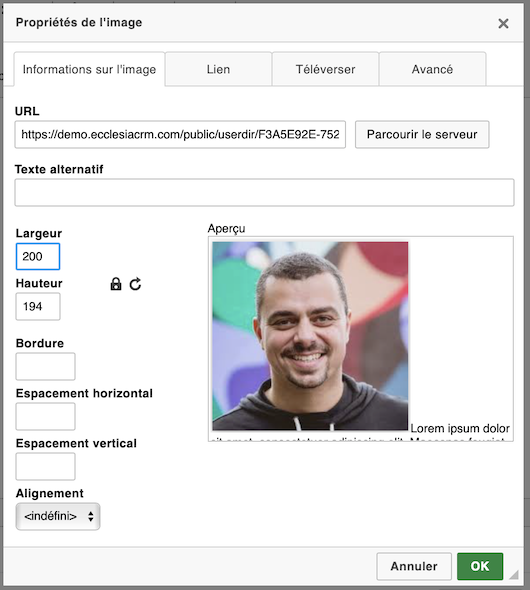 Propriétés de l'image
Informations sur l'image
Lien
Téléverser
Avancé
URL
https://demo.ecclesiacrm.com/public/userdir/F3A5E92E-752
Parcourir le serveur
Texte alternatif
Largeur
200
Hauteur
194
Bordure
Espacement horizontal
Espacement vertical
Alignement
<indéfini>
Aperçu
Lorem ipsum dolor
sit amet, consectetuer adipiscing elit. Maecenas feugiat
Annuler
OK